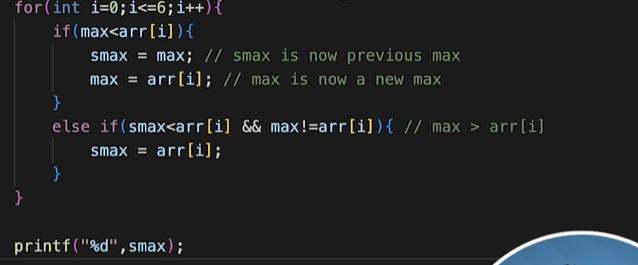 for(int i=0;i<=6;i++){
    if(max<arr[i]){
        smax = max; // smax is now previous max
        max = arr[i]; // max is now a new max
    }
    else if(smax<arr[i] && max!=arr[i]){ // max > arr[i]
        smax = arr[i];
    }
}

printf("%d",smax);